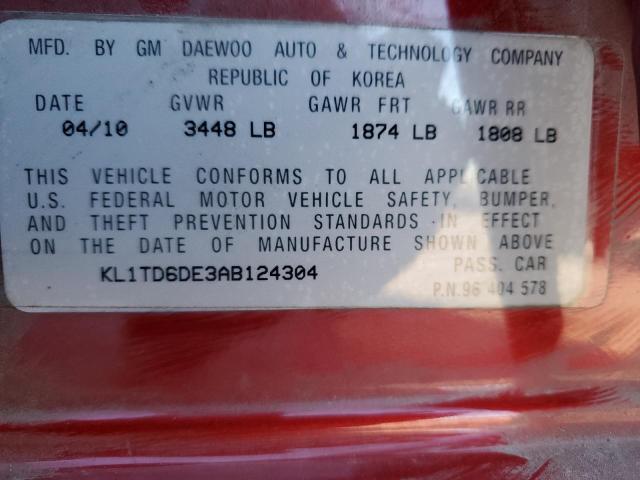 MFD. BY GM DAEWOO AUTO & TECHNOLOGY COMPANY
REPUBLIC OF KOREA
DATE GVWR GAWR FRT GAWR RR
04/10 3448 LB 1874 LB 1808 LB
THIS VEHICLE CONFORMS TO ALL APPLICABLE
U.S. FEDERAL MOTOR VEHICLE SAFETY, BUMPER,
AND THEFT PREVENTION STANDARDS IN EFFECT
ON THE DATE OF MANUFACTURE SHOWN ABOVE
KL1TD6DE3AB124304 PASS. CAR
P.N.96 404 578